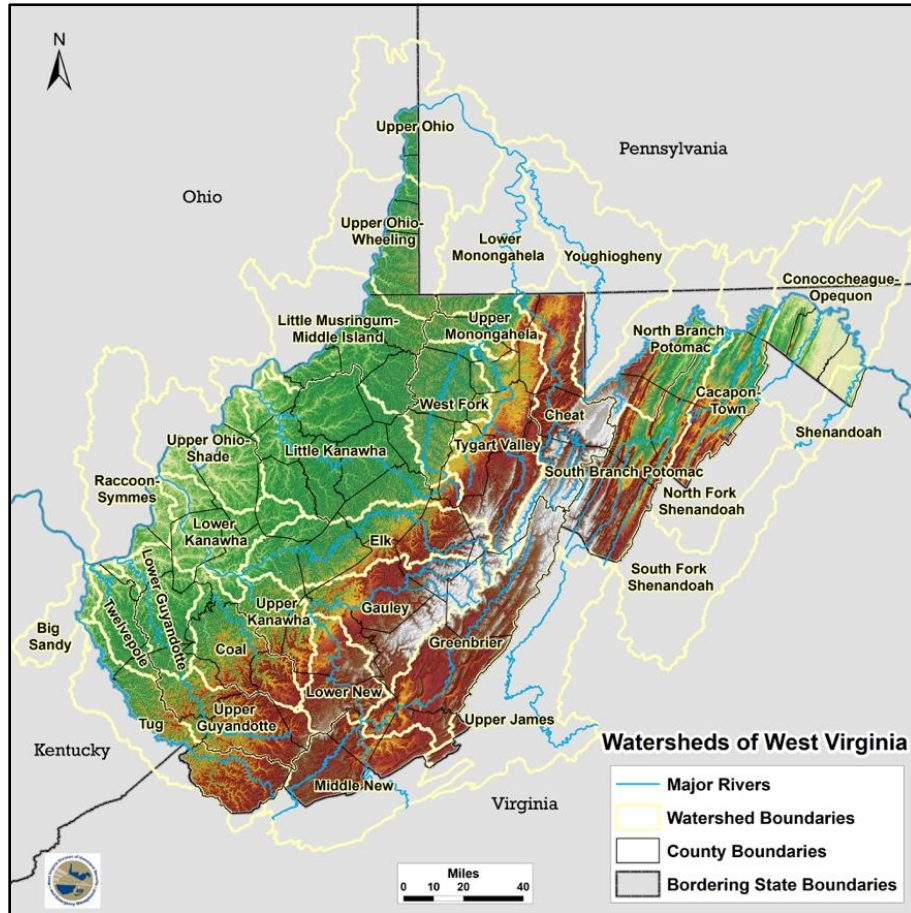 N
Upper Ohio
Pennsylvania
Ohio
Upper Ohio-
Wheeling
Lower
Monongahela
Youghiogheny
Conococheague-
Opequon
Little Musringum-
Middle Island
Upper
Monongahela
North Branch
Potomac
West Fork
Cheat
Cacapon-
Town
Upper Ohio-
Shade
Little Kanawha
Tygart Valley
Shenandoah
South Branch Potomac
Raccoon-
Symmes
North Fork
Shenandoah
Lower
Kanawha
Elk
South Fork
Shenandoah
Lower Guyandotte
Twelvepole
Upper
Kanawha
Gauley
Big
Sandy
Coal
Greenbrier
Lower New
Upper
Guyandotte
Tug
Upper James
Kentucky
Middle New
Virginia
Watersheds of West Virginia
Major Rivers
Watershed Boundaries
County Boundaries
Bordering State Boundaries
Miles
0 10 20 40